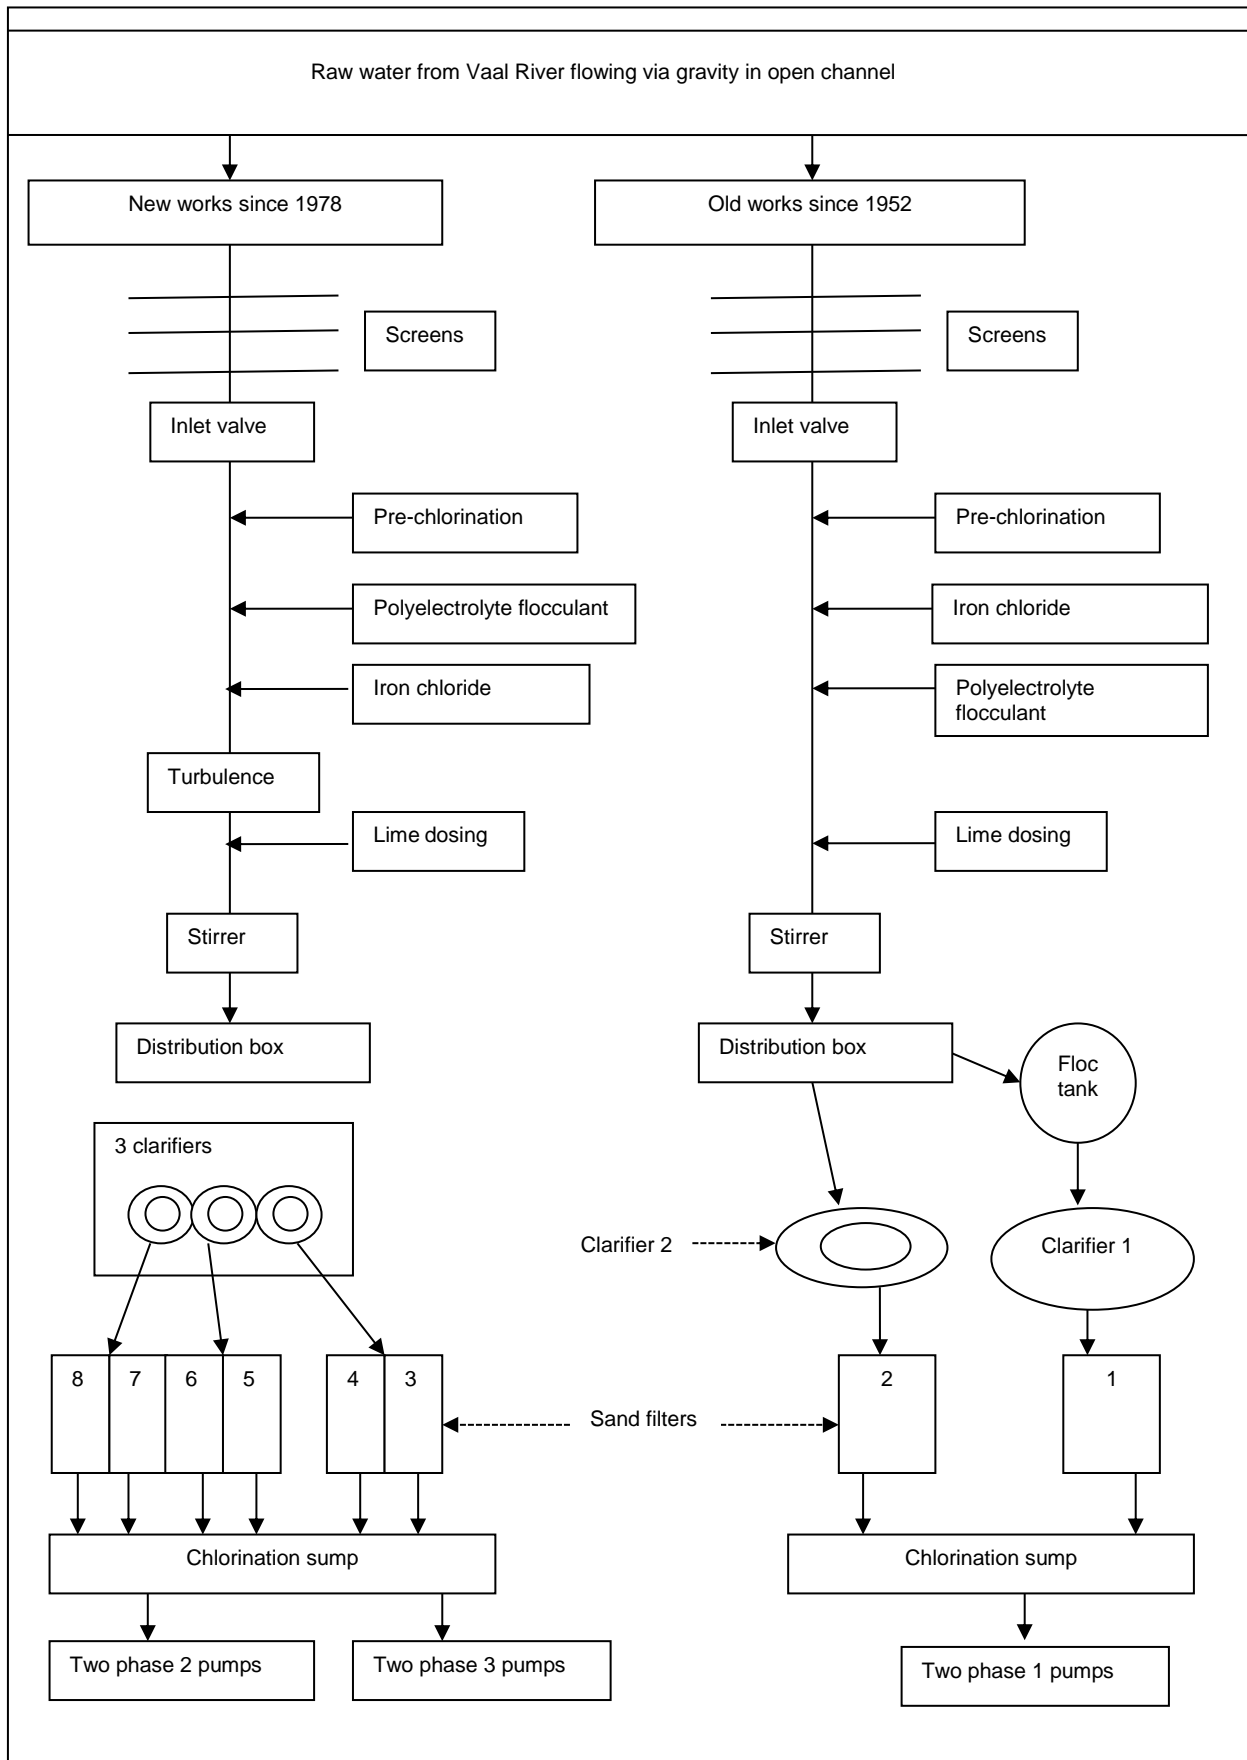 Raw water from Vaal River flowing via gravity in open channel
New works since 1978
Old works since 1952
Screens
Screens
Inlet valve
Inlet valve
Pre-chlorination
Pre-chlorination
Polyelectrolyte flocculant
Iron chloride
Iron chloride
Polyelectrolyte
flocculant
Turbulence
Lime dosing
Lime dosing
Stirrer
Stirrer
Distribution box
Distribution box
Floc
tank
3 clarifiers
Clarifier 2
Clarifier 1
8 7 6 5 4 3 2 1
Sand filters
Chlorination sump
Chlorination sump
Two phase 2 pumps
Two phase 3 pumps
Two phase 1 pumps